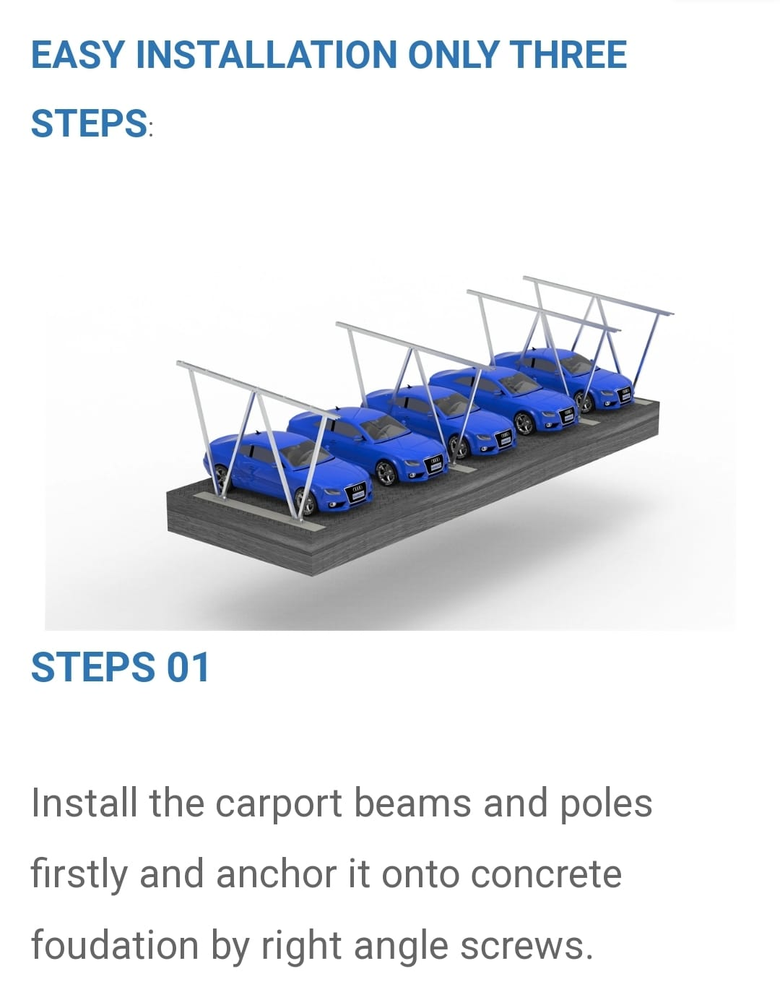 EASY INSTALLATION ONLY THREE
STEPS:
STEPS 01
Install the carport beams and poles
firstly and anchor it onto concrete
foudation by right angle screws.